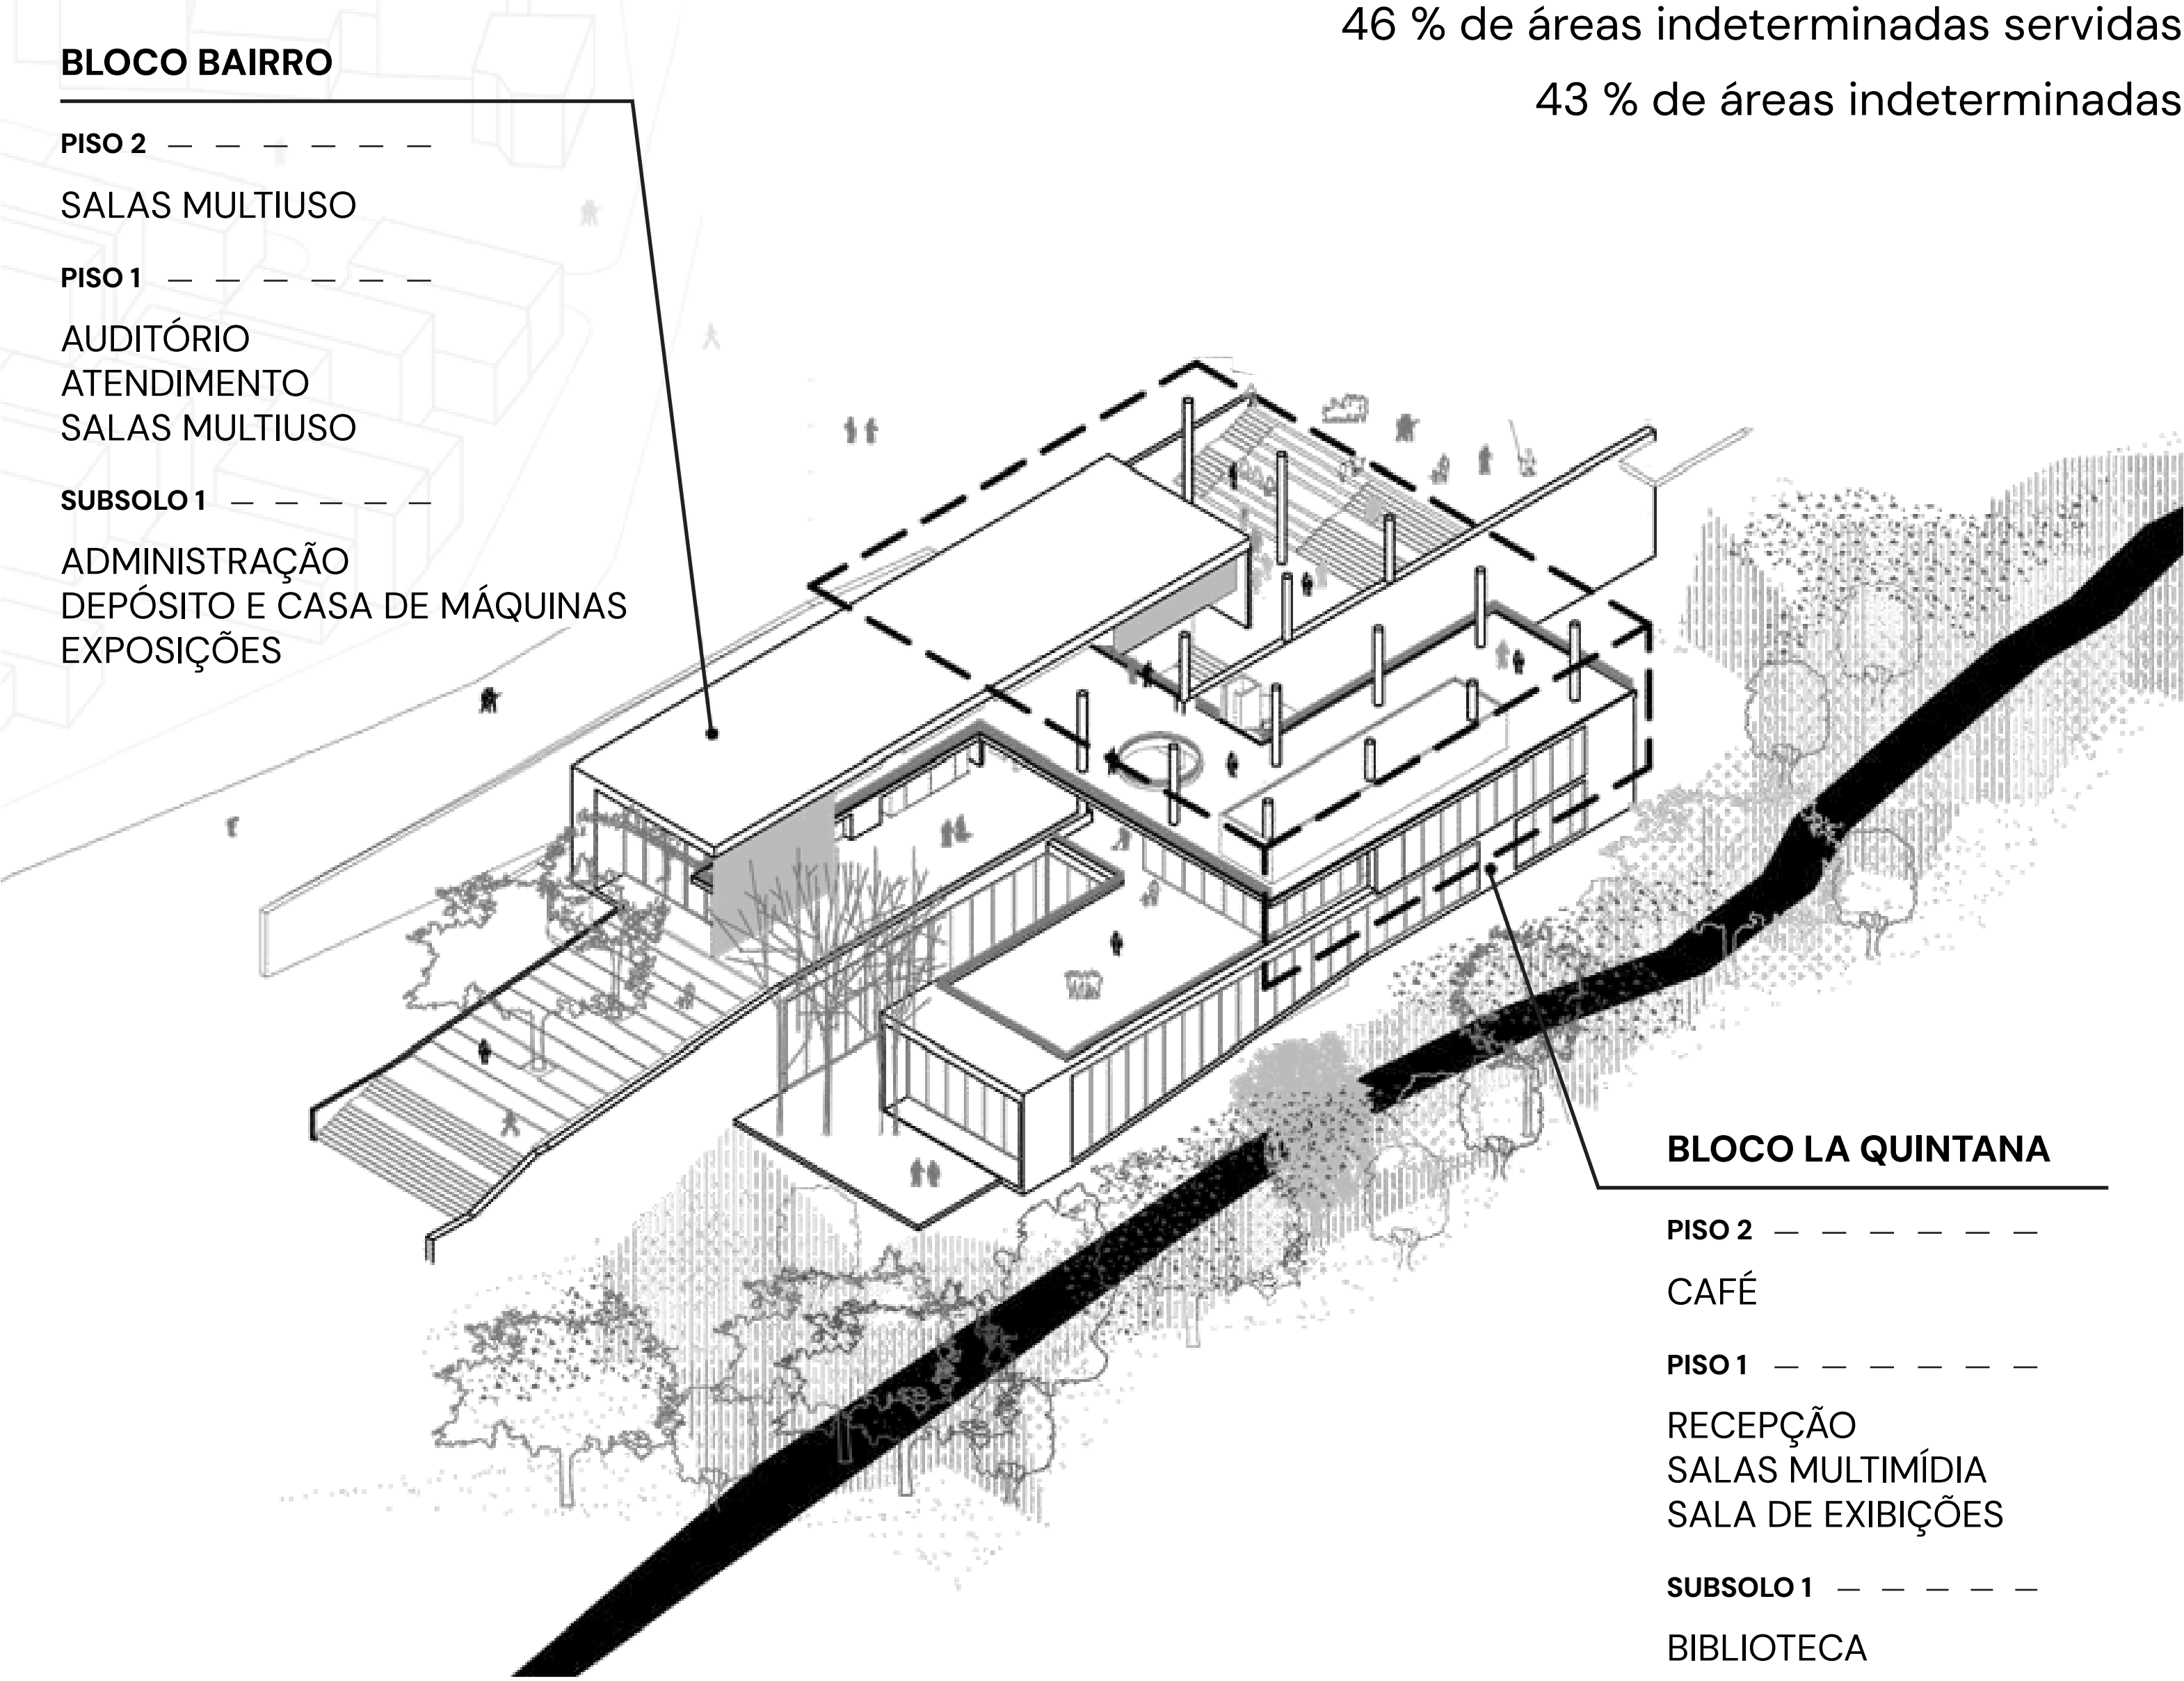 46 % de áreas indeterminadas servidas
43 % de áreas indeterminadas
BLOCO BAIRRO
PISO 2
SALAS MULTIUSO
PISO 1
AUDITÓRIO
ATENDIMENTO
SALAS MULTIUSO
SUBSOLO 1
ADMINISTRAÇÃO
DEPÓSITO E CASA DE MÁQUINAS
EXPOSIÇÕES
BLOCO LA QUINTANA
PISO 2
CAFÉ
PISO 1
RECEPÇÃO
SALAS MULTIMÍDIA
SALA DE EXIBIÇÕES
SUBSOLO 1
BIBLIOTECA